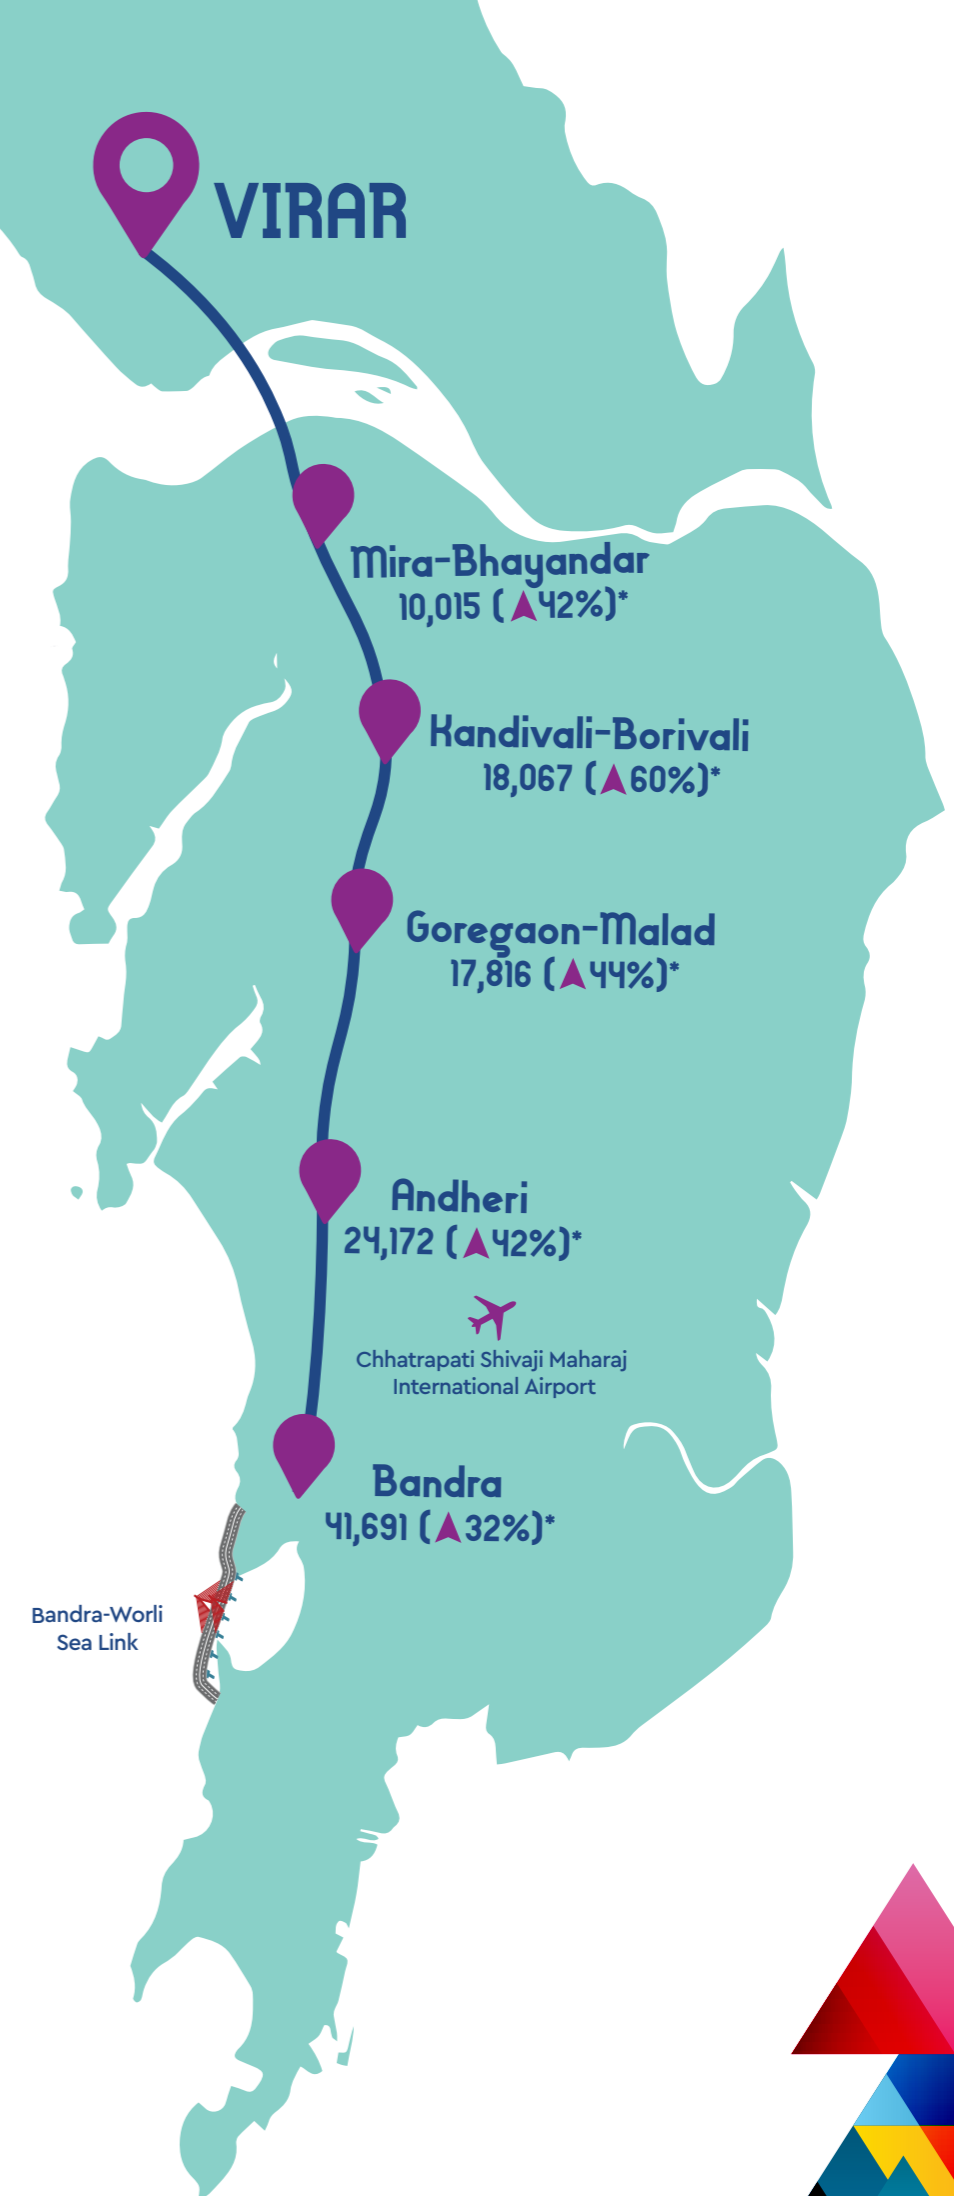 VIRAR
Mira-Bhayandar
10,015 (▲42%)*
Kandivali-Borivali
18,067 (▲60%)*
Goregaon-Malad
17,816 (▲44%)*
Andheri
24,172 (▲42%)*
Chhatrapati Shivaji Maharaj
International Airport
Bandra
41,691 (▲32%)*
Bandra-Worli
Sea Link